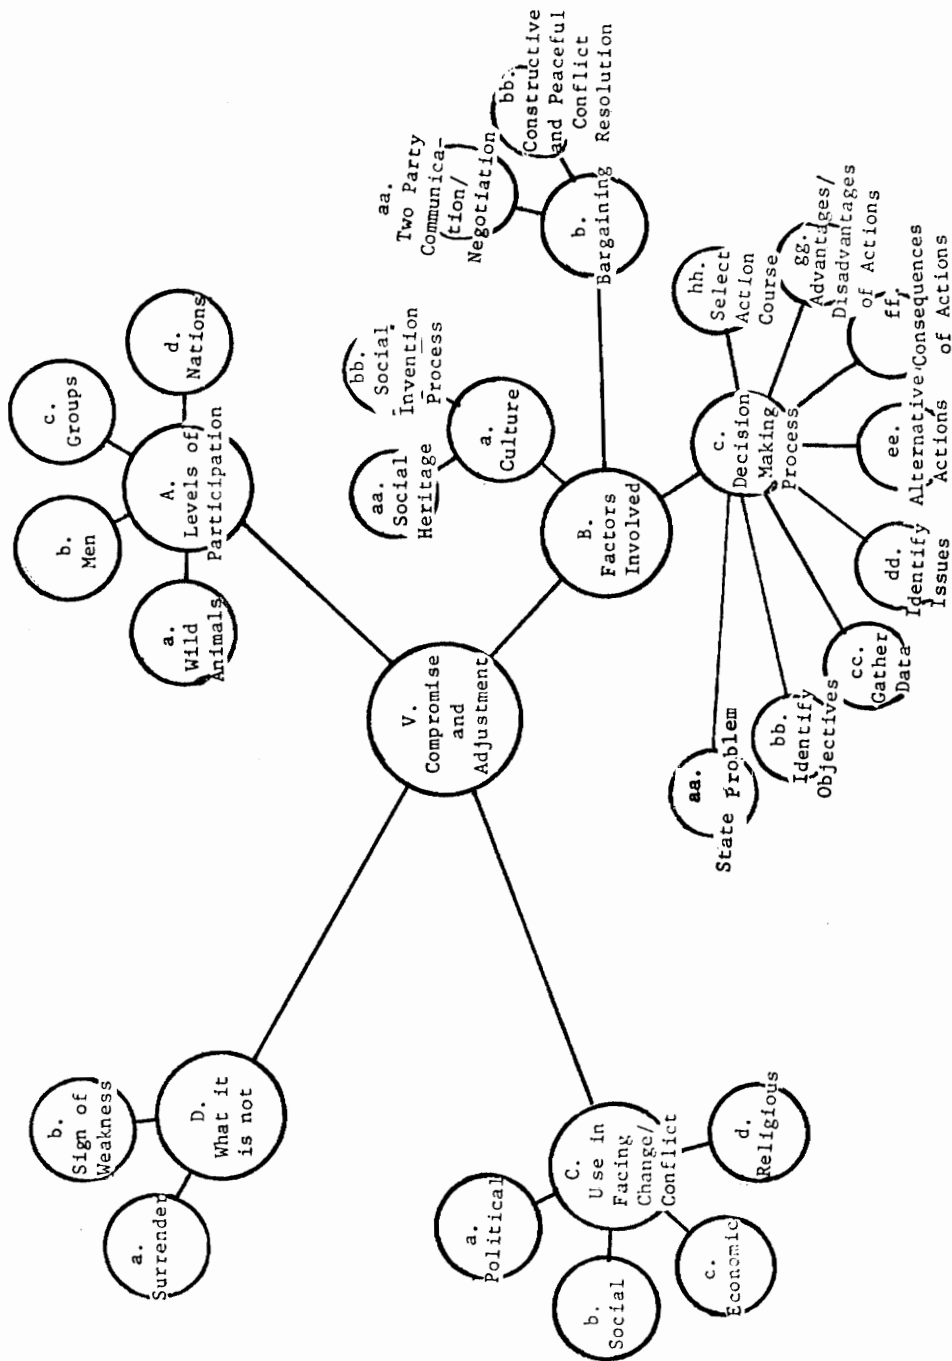 V.
Compromise
and
Adjustment
A.
Levels of
Participation
a.
Wild
Animals
b.
Men
c.
Groups
d.
Nations
B.
Factors
Involved
a.
Culture
aa.
Social
Heritage
bb.
Social
Invention
Process
b.
Bargaining
aa.
Two Party
Communica-
tion/
Negotiation
bb.
Constructive
and Peaceful
Conflict
Resolution
c.
Decision
Making
Process
aa.
State Problem
bb.
Identify
Objectives
cc.
Gather
Data
dd.
Identify
Issues
ee.
Alternative
Actions
ff.
Consequences
of Actions
gg.
Advantages/
Disadvantages
of Actions
hh.
Select
Action
Course
C.
Use in
Facing
Change/
Conflict
a.
Political
b.
Social
c.
Economic
d.
Religious
D.
What it
is not
a.
Surrender
b.
Sign of
Weakness